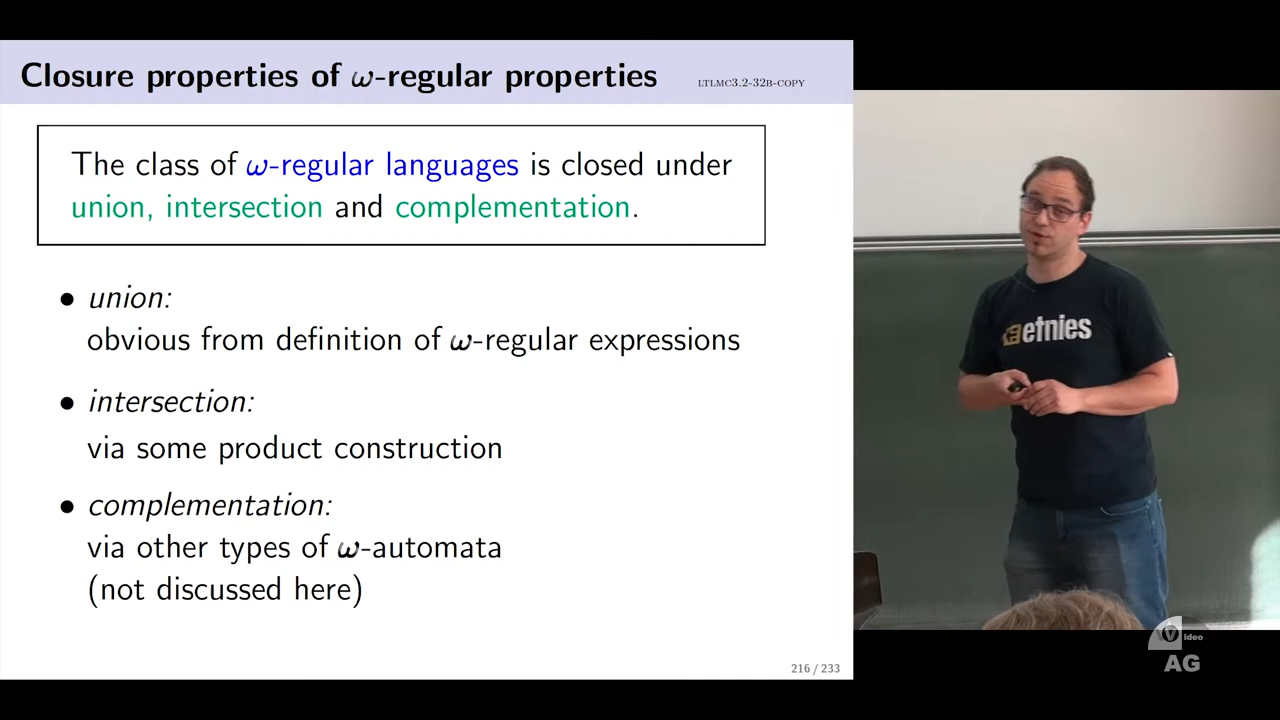 Closure properties of ω-regular properties LTLMC3.2-32B-COPY
The class of ω-regular languages is closed under
union, intersection and complementation.
• union:
obvious from definition of ω-regular expressions
• intersection:
via some product construction
• complementation:
via other types of ω-automata
(not discussed here)
216 / 233
etnies
Video
AG